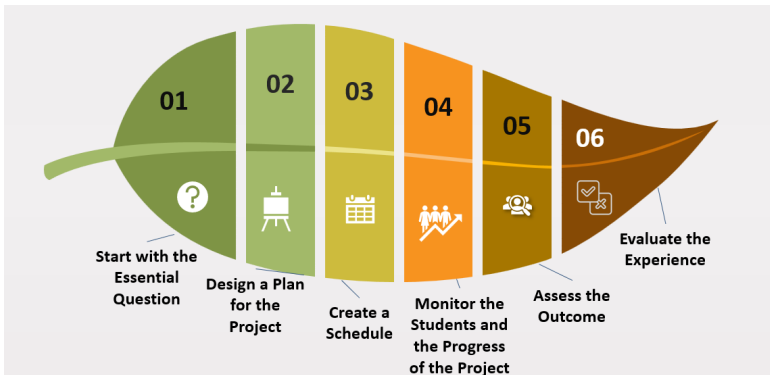 01
02
03
04
05
06
Start with the
Essential
Question
Design a Plan
for the
Project
Create a
Schedule
Monitor the
Students and
the Progress
of the Project
Assess the
Outcome
Evaluate the
Experience